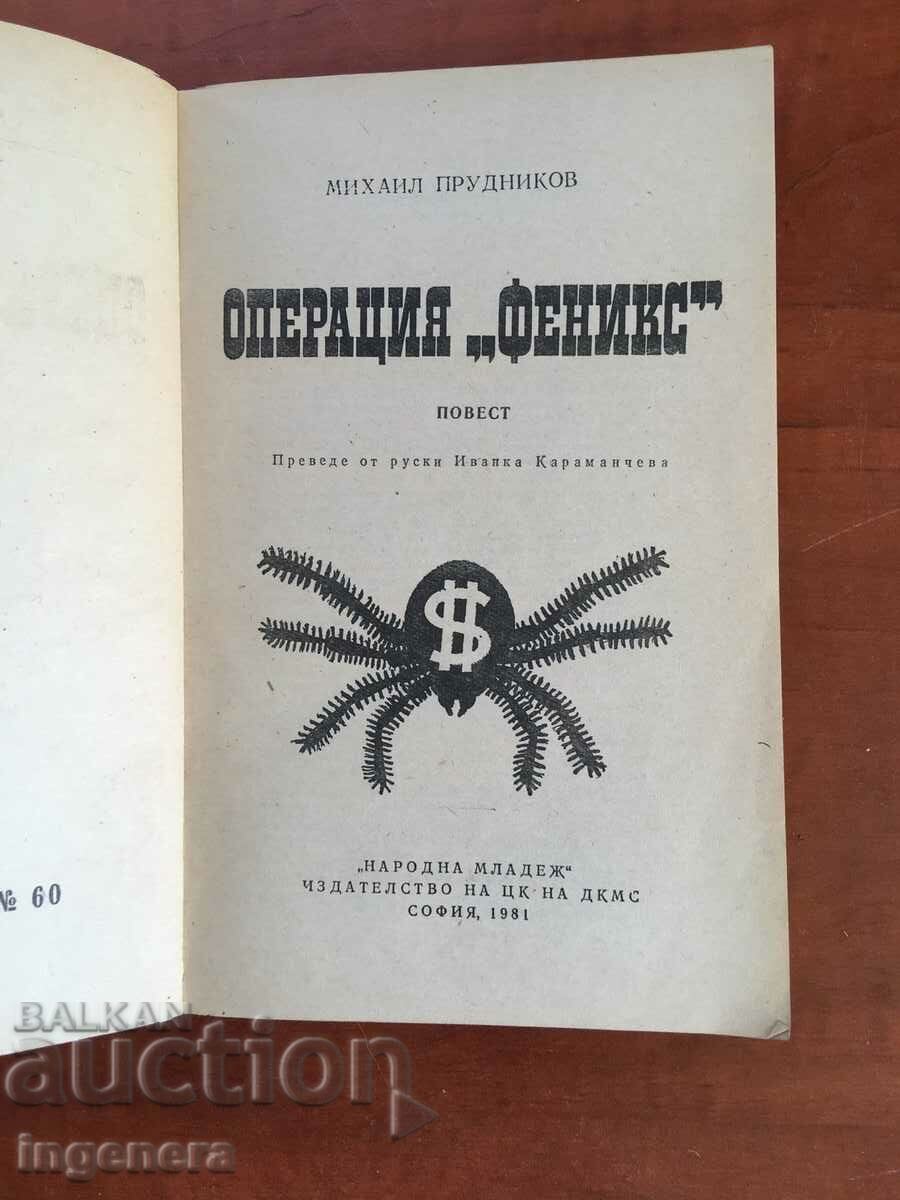 МИХАИЛ ПРУДНИКОВ
ОПЕРАЦИЯ „ФЕНИКС”
ПОВЕСТ
Преведе от руски Иванка Караманчева
$
„НАРОДНА МЛАДЕЖ“
ИЗДАТЕЛСТВО НА ЦК НА ДКМС
СОФИЯ, 1981
№ 60
BALKAN
auction
ingenera